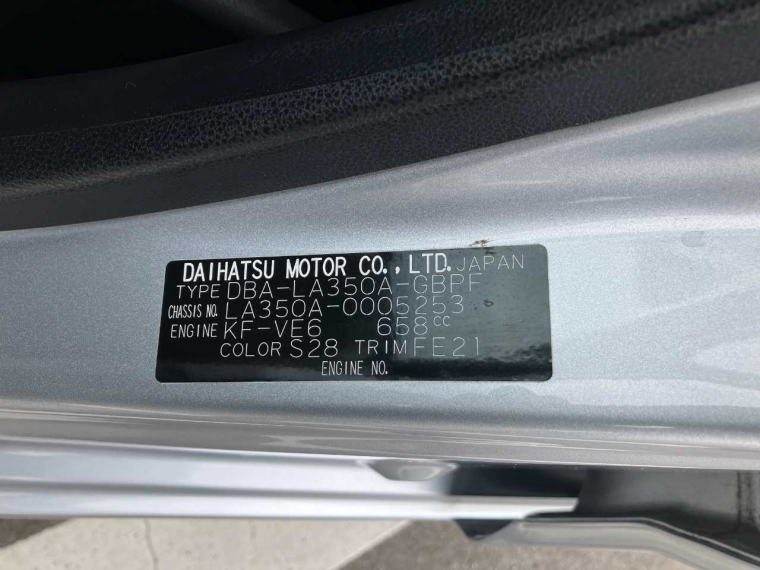 DAIHATSU MOTOR CO.,LTD. JAPAN
TYPE DBA-LA350A-GBPF
CHASSIS NO. LA350A-0005253
ENGINE KF-VE6 658cc
COLOR S28 TRIM FE21
ENGINE NO.